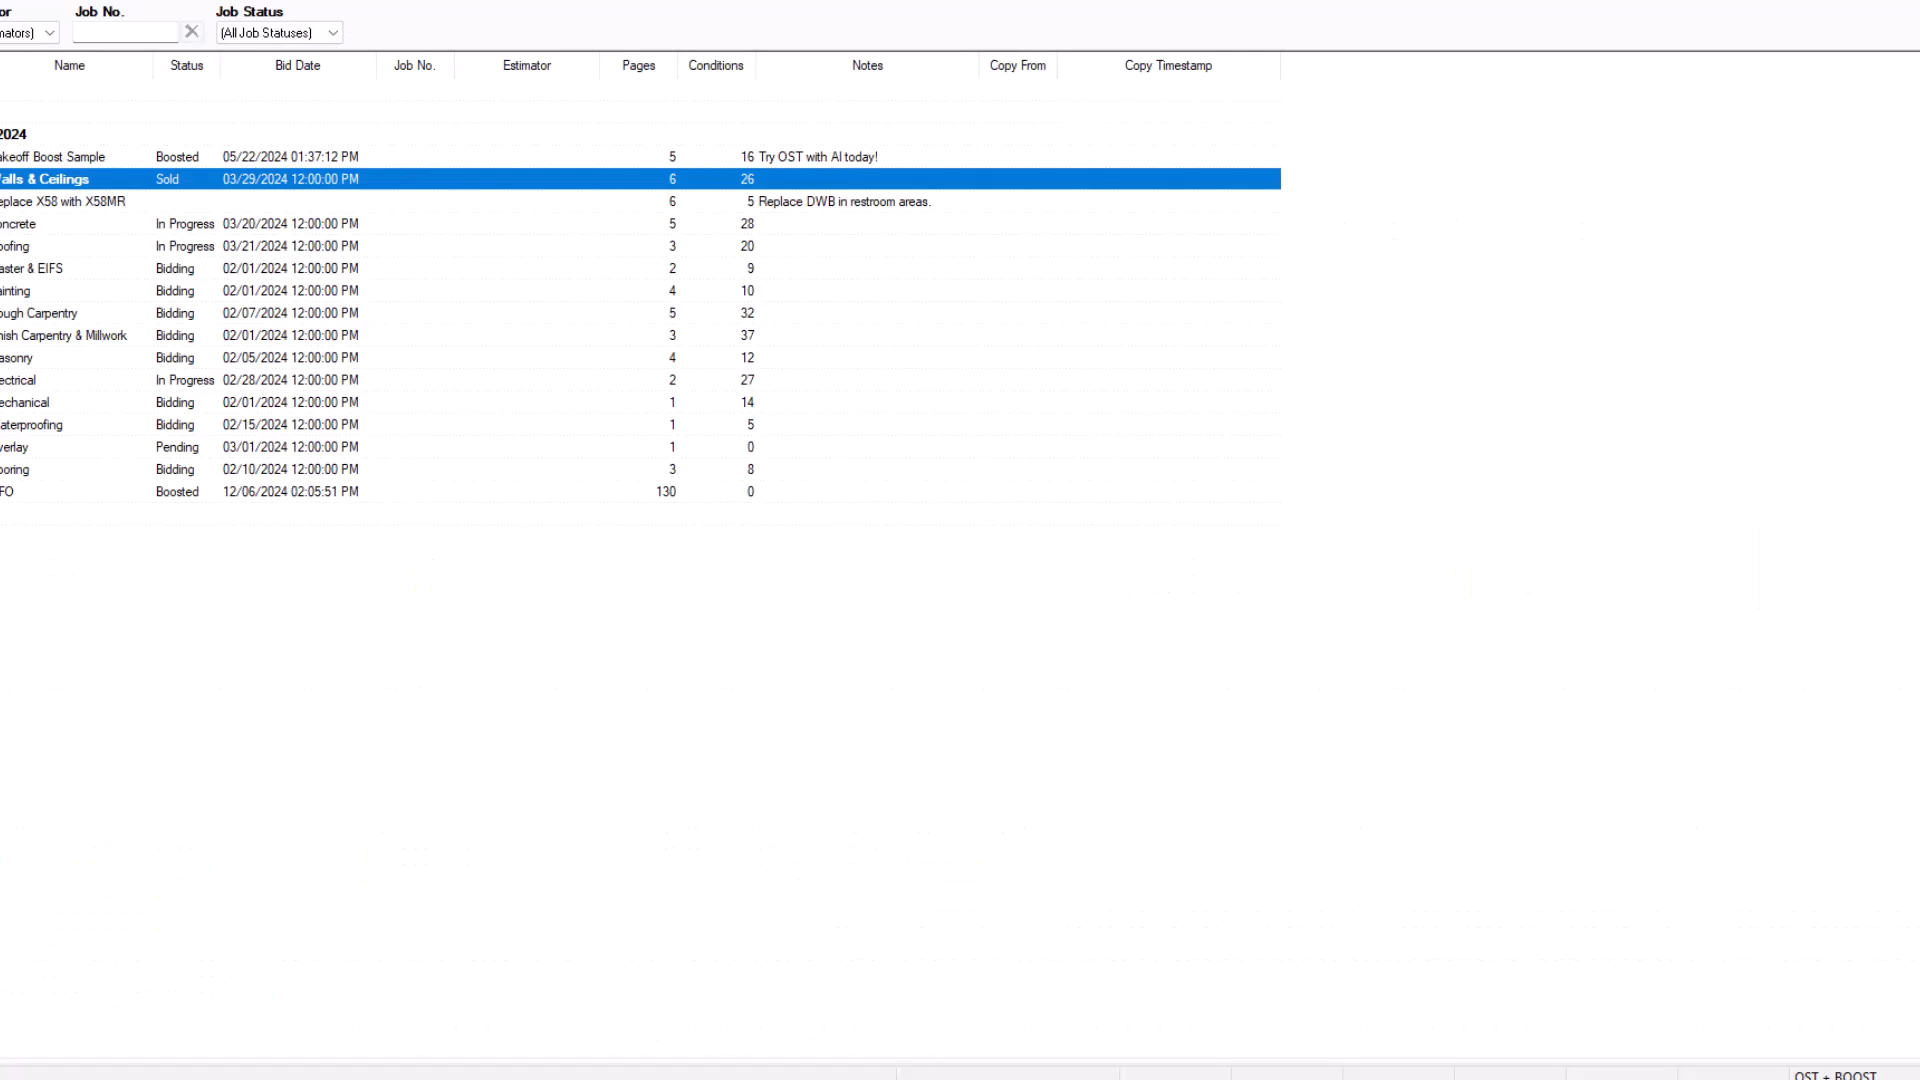 or Job No. Job Status
mators) (All Job Statuses)
Name Status Bid Date Job No. Estimator Pages Conditions Notes Copy From Copy Timestamp
2024
akeoff Boost Sample Boosted 05/22/2024 01:37:12 PM 5 16 Try OST with AI today!
alls & Ceilings Sold 03/29/2024 12:00:00 PM 6 26
eplace X58 with X58MR 6 5 Replace DWB in restroom areas.
oncrete In Progress 03/20/2024 12:00:00 PM 5 28
oofing In Progress 03/21/2024 12:00:00 PM 3 20
aster & EIFS Bidding 02/01/2024 12:00:00 PM 2 9
ainting Bidding 02/01/2024 12:00:00 PM 4 10
ough Carpentry Bidding 02/07/2024 12:00:00 PM 5 32
nish Carpentry & Millwork Bidding 02/01/2024 12:00:00 PM 3 37
asonry Bidding 02/05/2024 12:00:00 PM 4 12
ectrical In Progress 02/28/2024 12:00:00 PM 2 27
echanical Bidding 02/01/2024 12:00:00 PM 1 14
aterproofing Bidding 02/15/2024 12:00:00 PM 1 5
verlay Pending 03/01/2024 12:00:00 PM 1 0
ooring Bidding 02/10/2024 12:00:00 PM 3 8
FO Boosted 12/06/2024 02:05:51 PM 130 0
OST + BOOST